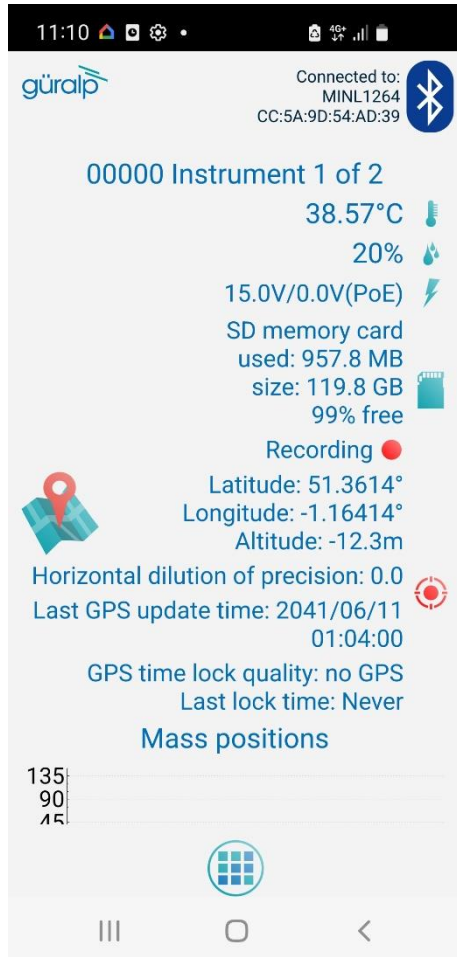 11:10
4G+
güralp
Connected to:
MINL1264
CC:5A:9D:54:AD:39
00000 Instrument 1 of 2
38.57°C
20%
15.0V/0.0V(PoE)
SD memory card
used: 957.8 MB
size: 119.8 GB
99% free
Recording
Latitude: 51.3614°
Longitude: -1.16414°
Altitude: -12.3m
Horizontal dilution of precision: 0.0
Last GPS update time: 2041/06/11
01:04:00
GPS time lock quality: no GPS
Last lock time: Never
Mass positions
135
90
45